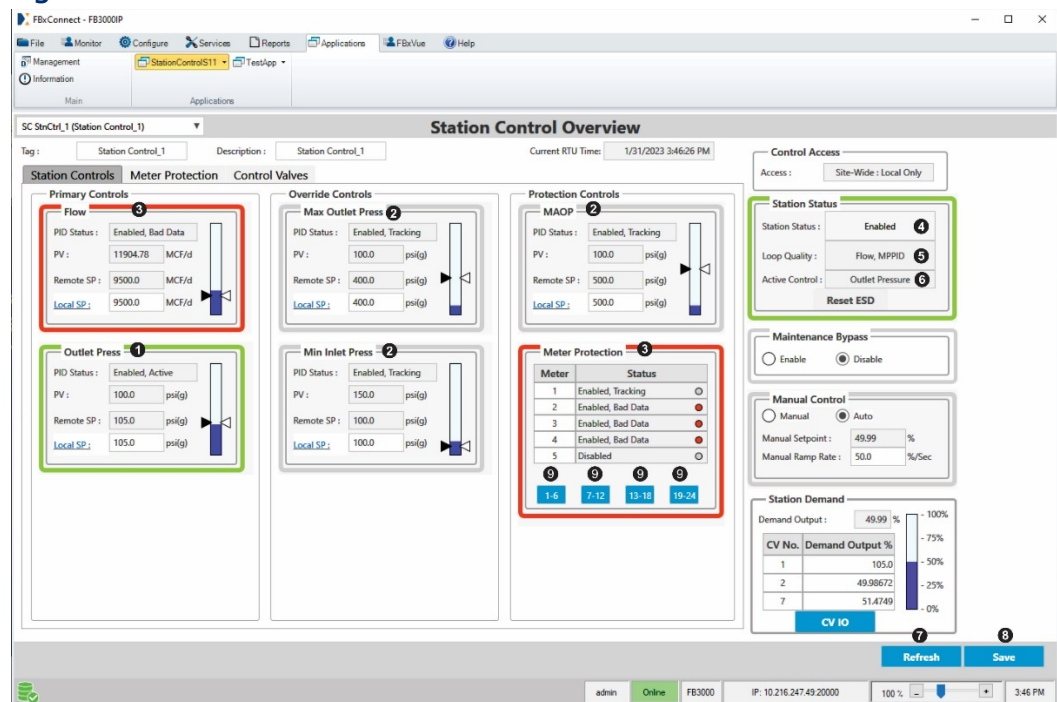 FBxConnect - FB3000IP
File Monitor Configure Services Reports Applications FBxVue Help
Management StationControlS11 TestApp
Information
Main Applications
SC StnCtrl_1 (Station Control_1) Station Control Overview
Tag : Station Control_1 Description : Station Control_1 Current RTU Time: 1/31/2023 3:46:26 PM
Station Controls Meter Protection Control Valves
Primary Controls
Flow 3
PID Status : Enabled, Bad Data
PV : 11904.78 MCF/d
Remote SP : 9500.0 MCF/d
Local SP : 9500.0 MCF/d
Outlet Press 1
PID Status : Enabled, Active
PV : 100.0 psi(g)
Remote SP : 105.0 psi(g)
Local SP : 105.0 psi(g)
Override Controls
Max Outlet Press 2
PID Status : Enabled, Tracking
PV : 100.0 psi(g)
Remote SP : 400.0 psi(g)
Local SP : 400.0 psi(g)
Min Inlet Press 2
PID Status : Enabled, Tracking
PV : 150.0 psi(g)
Remote SP : 100.0 psi(g)
Local SP : 100.0 psi(g)
Protection Controls
MAOP 2
PID Status : Enabled, Tracking
PV : 100.0 psi(g)
Remote SP : 500.0 psi(g)
Local SP : 500.0 psi(g)
Meter Protection 3
Meter Status
1 Enabled, Tracking
2 Enabled, Bad Data
3 Enabled, Bad Data
4 Enabled, Bad Data
5 Disabled
9 9 9 9
1-6 7-12 13-18 19-24
Control Access
Access : Site-Wide : Local Only
Station Status
Station Status : Enabled 4
Loop Quality : Flow, MPPID 5
Active Control : Outlet Pressure 6
Reset ESD
Maintenance Bypass
Enable Disable
Manual Control
Manual Auto
Manual Setpoint : 49.99 %
Manual Ramp Rate : 50.0 %/Sec
Station Demand
Demand Output : 49.99 %
CV No. Demand Output %
1 105.0
2 49.98672
7 51.4749
- 100%
- 75%
- 50%
- 25%
- 0%
CV IO
7 8
Refresh Save
admin Online FB3000 IP: 10.216.247.49:20000 100 % - + 3:46 PM